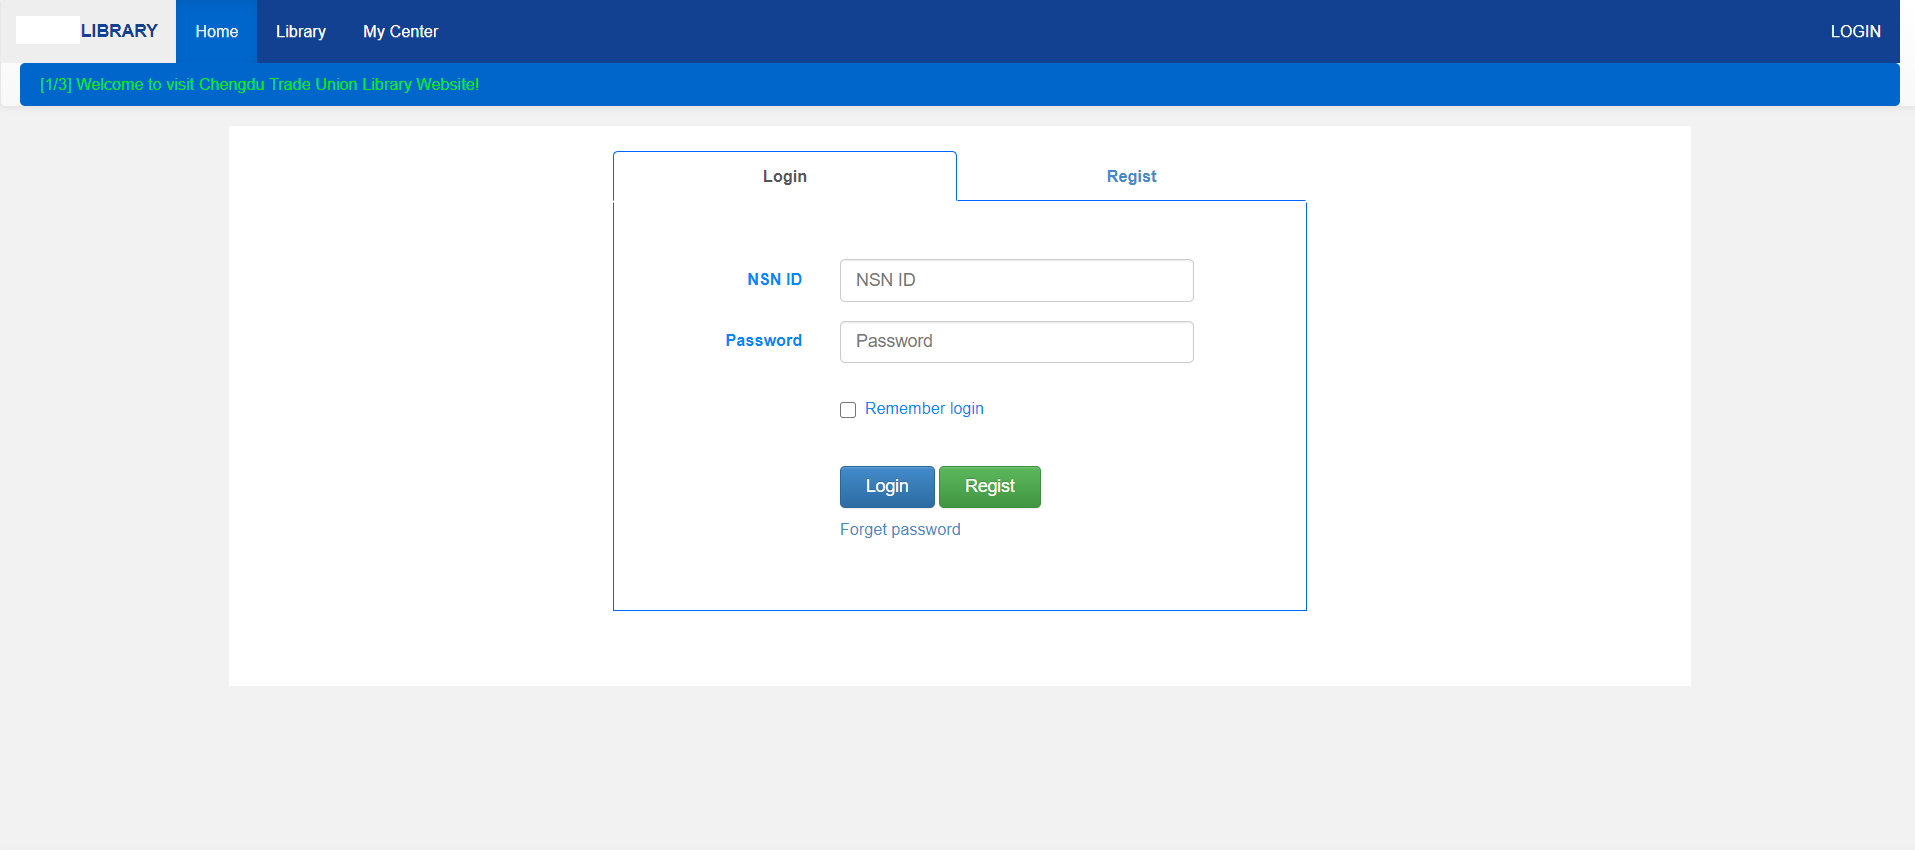 LIBRARY Home Library My Center LOGIN
[1/3] Welcome to visit Chengdu Trade Union Library Website!
Login Regist
NSN ID NSN ID
Password Password
Remember login
Login Regist
Forget password